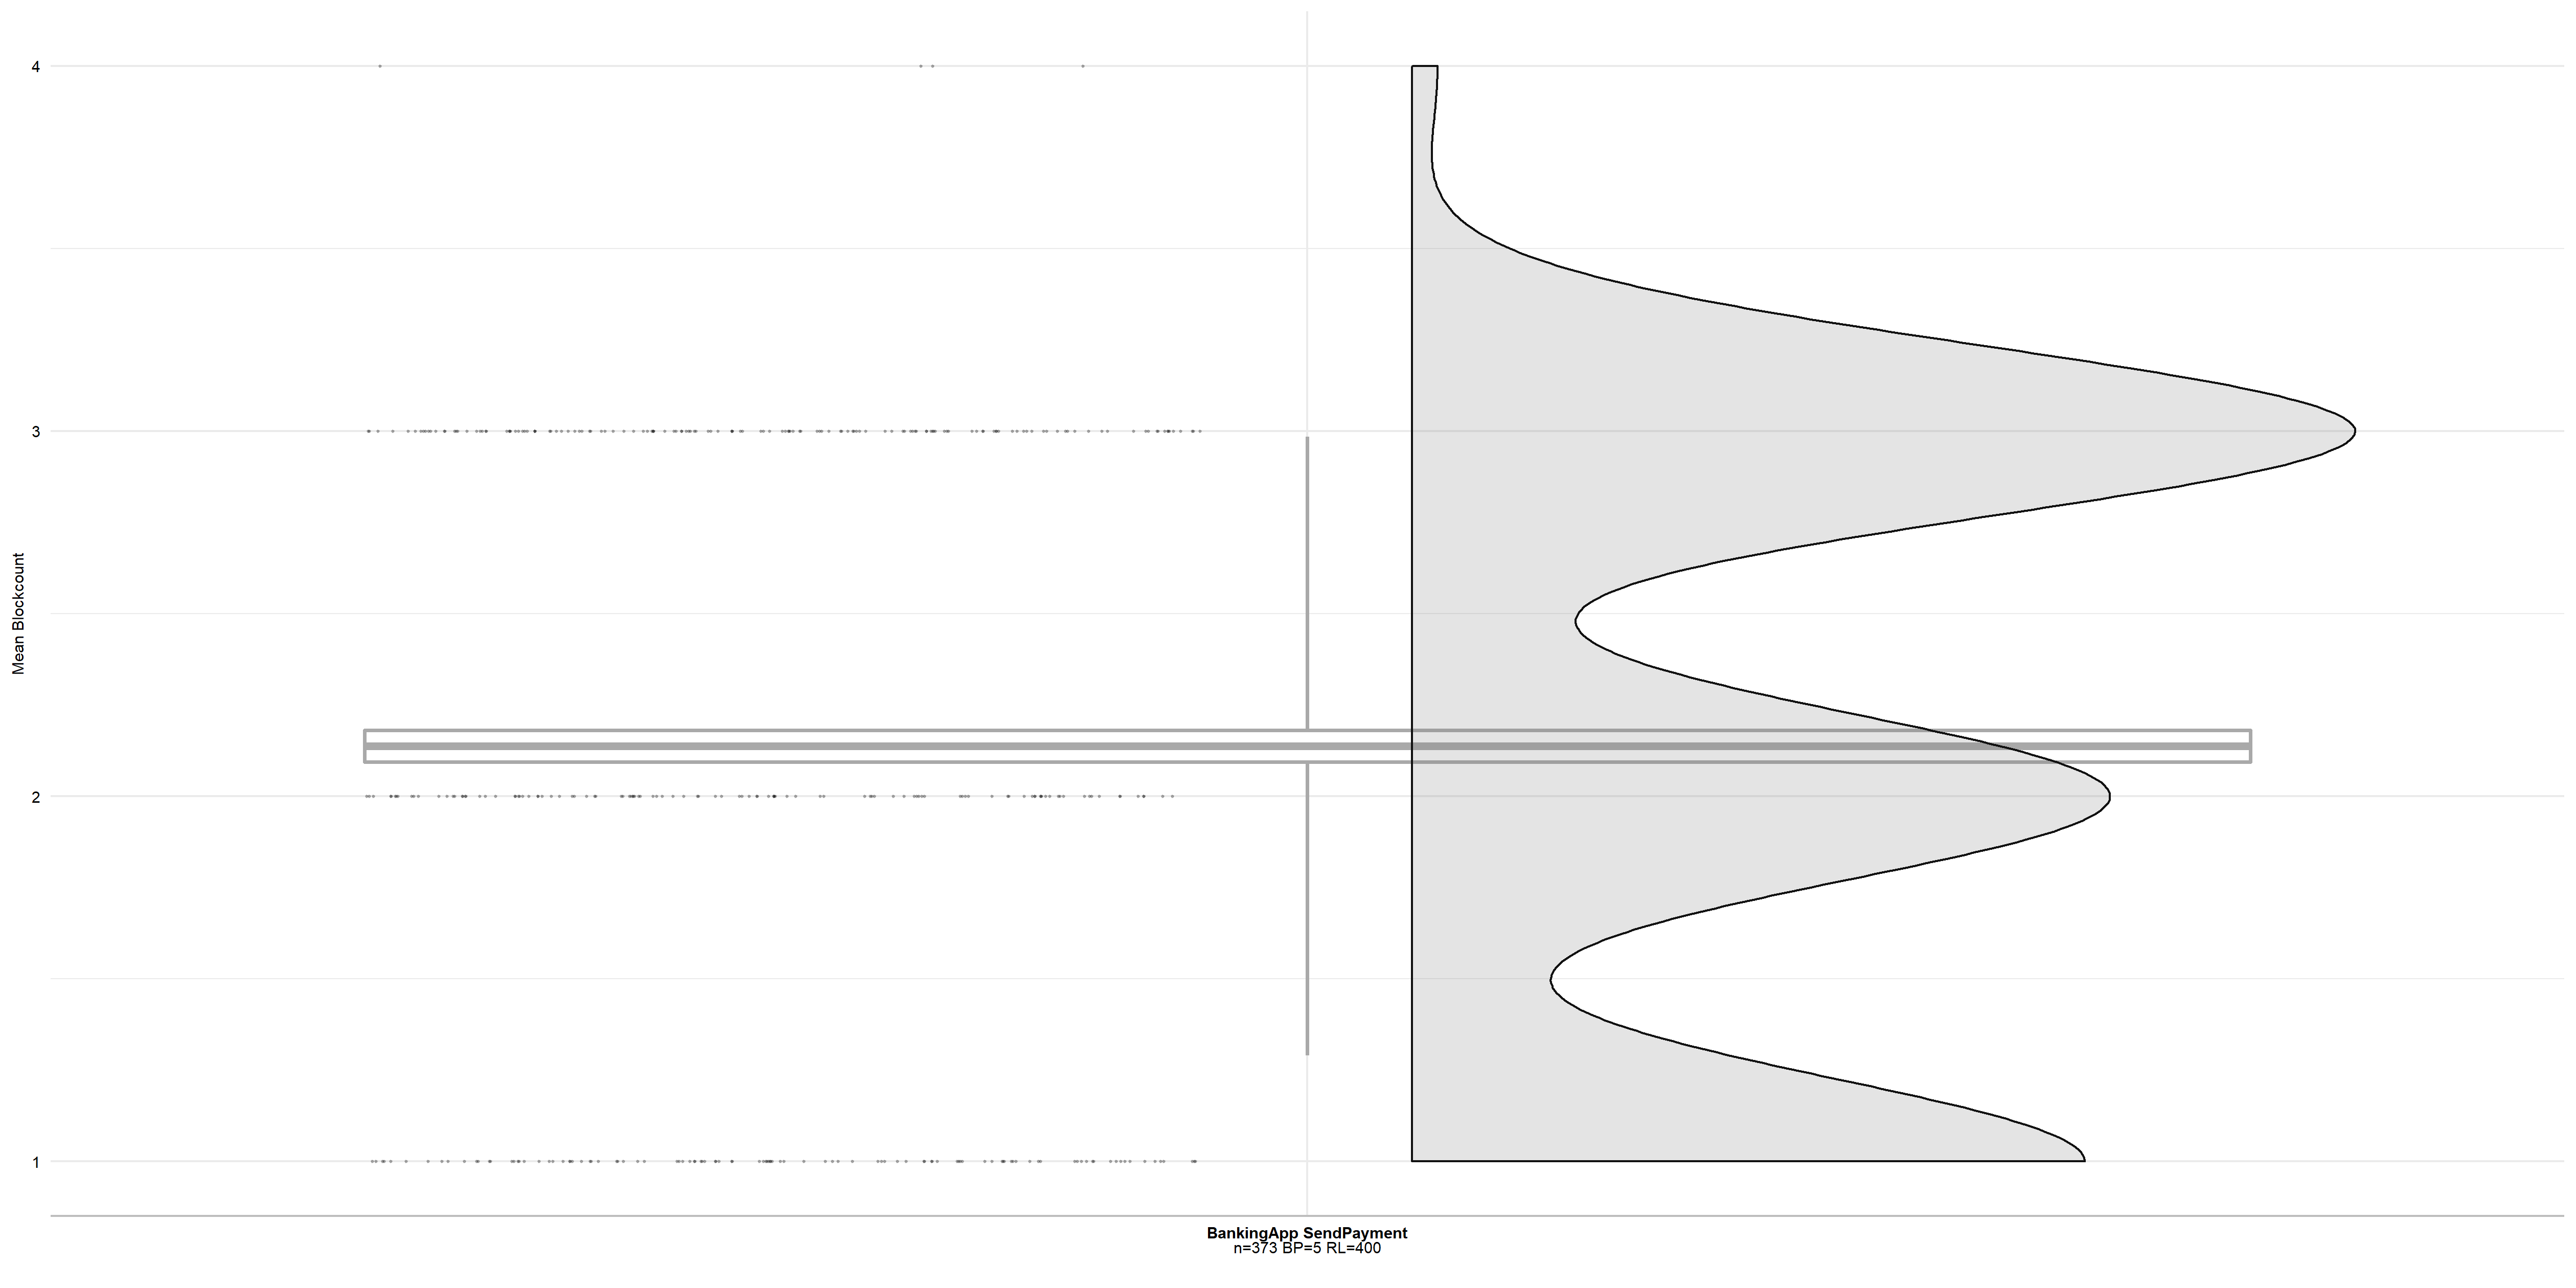 4
3
2
1
Mean Blockcount
BankingApp SendPayment
n=373 BP=5 RL=400